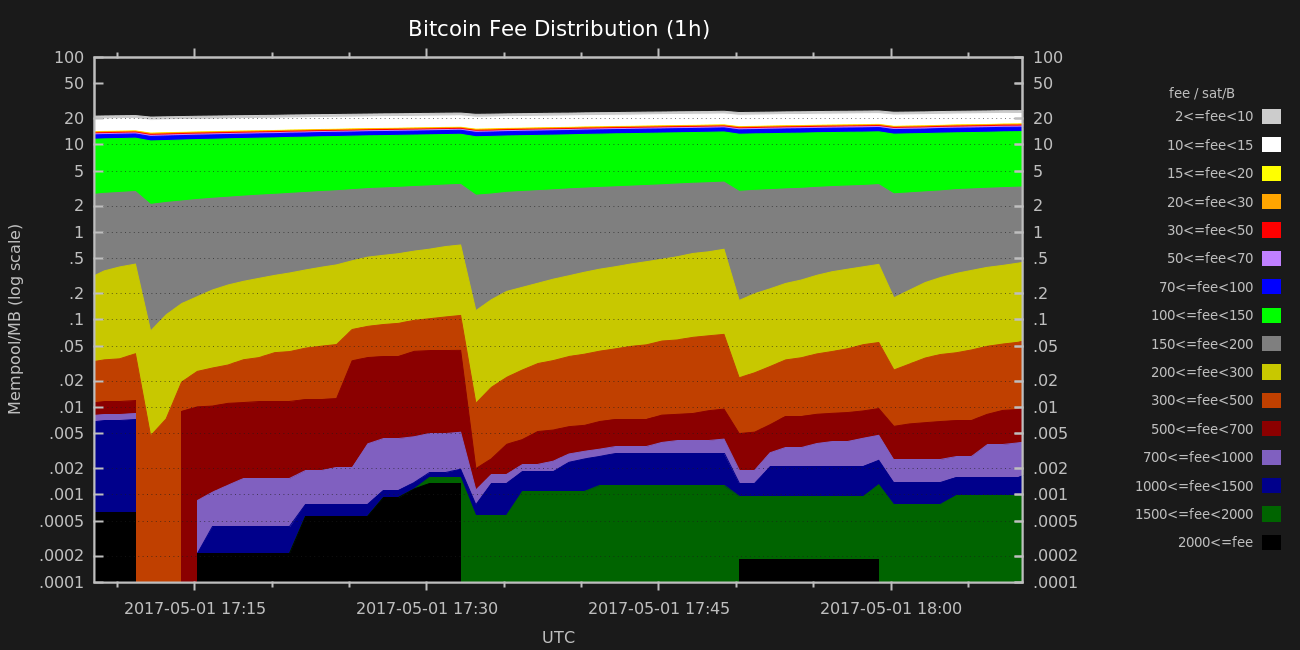 Bitcoin Fee Distribution (1h)
100
50
20
10
5
2
1
.5
.2
.1
.05
.02
.01
.005
.002
.001
.0005
.0002
.0001
Mempool/MB (log scale)
100
50
20
10
5
2
1
.5
.2
.1
.05
.02
.01
.005
.002
.001
.0005
.0002
.0001
2017-05-01 17:15
2017-05-01 17:30
2017-05-01 17:45
2017-05-01 18:00
UTC
fee / sat/B
2<=fee<10
10<=fee<15
15<=fee<20
20<=fee<30
30<=fee<50
50<=fee<70
70<=fee<100
100<=fee<150
150<=fee<200
200<=fee<300
300<=fee<500
500<=fee<700
700<=fee<1000
1000<=fee<1500
1500<=fee<2000
2000<=fee